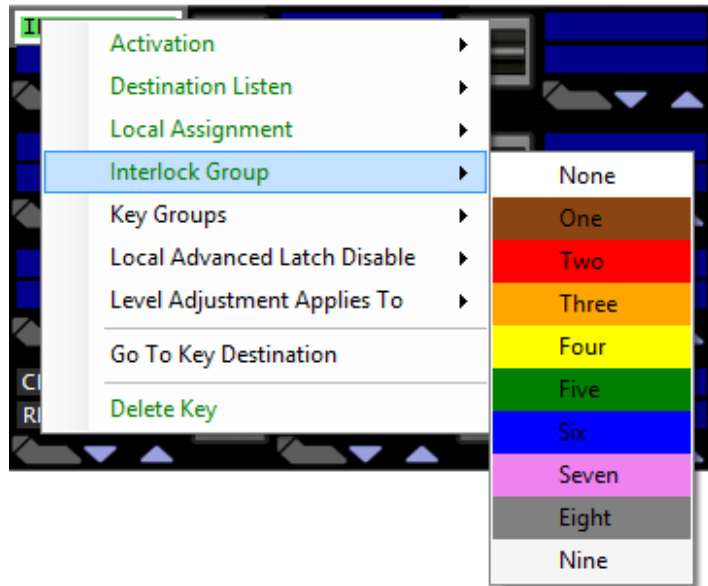 Activation
Destination Listen
Local Assignment
Interlock Group
Key Groups
Local Advanced Latch Disable
Level Adjustment Applies To
Go To Key Destination
Delete Key
None
One
Two
Three
Four
Five
Six
Seven
Eight
Nine